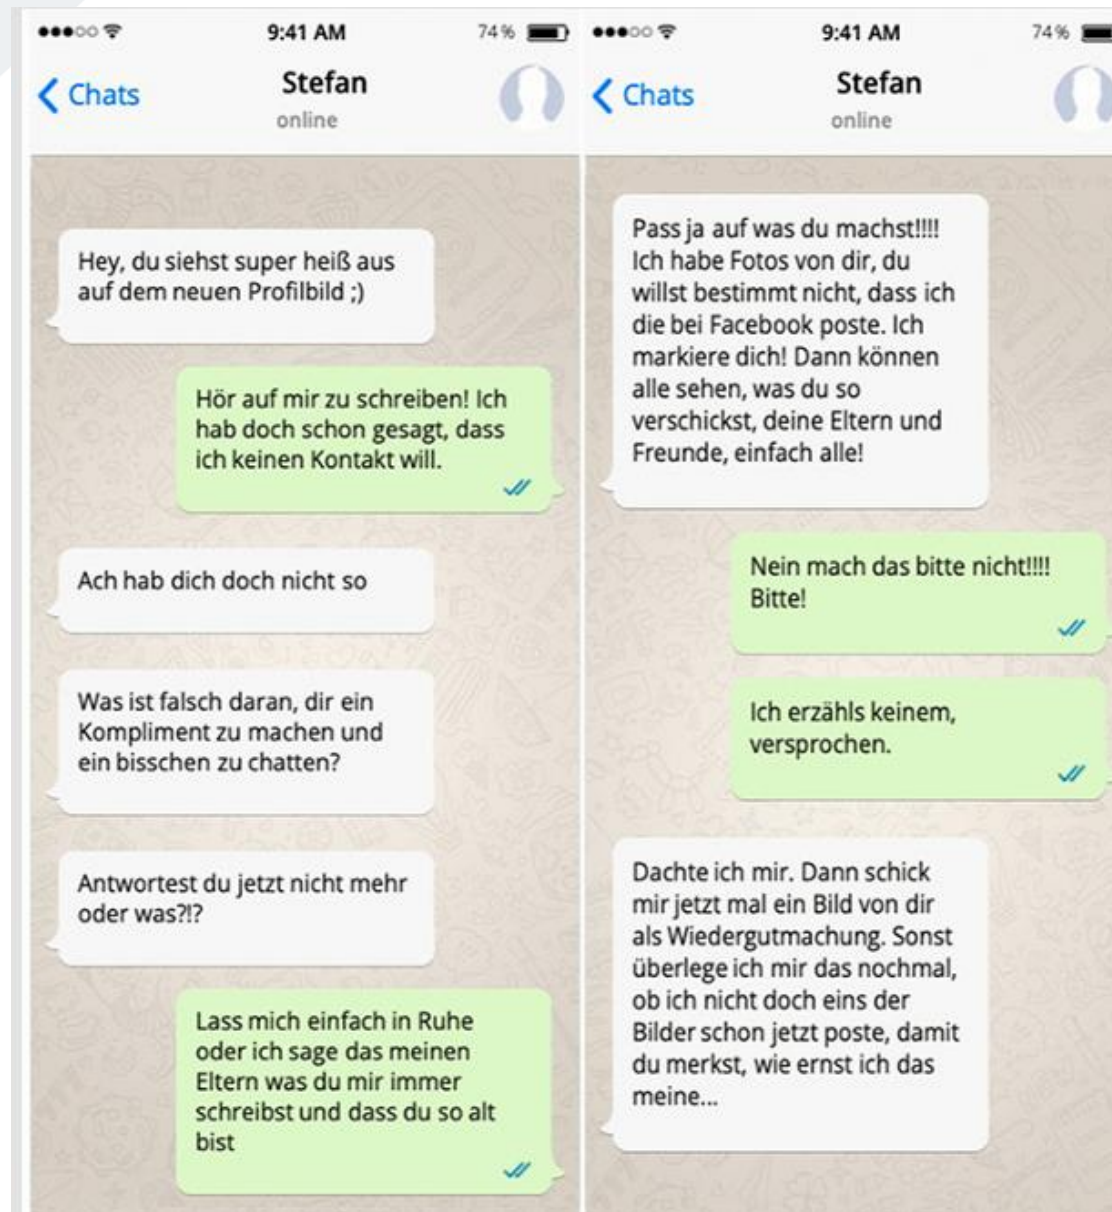 9:41 AM
74%
Chats
Stefan
online
Hey, du siehst super heiß aus
auf dem neuen Profilbild ;)
Hör auf mir zu schreiben! Ich
hab doch schon gesagt, dass
ich keinen Kontakt will.
Ach hab dich doch nicht so
Was ist falsch daran, dir ein
Kompliment zu machen und
ein bisschen zu chatten?
Antwortest du jetzt nicht mehr
oder was?!?
Lass mich einfach in Ruhe
oder ich sage das meinen
Eltern was du mir immer
schreibst und dass du so alt
bist
9:41 AM
74%
Chats
Stefan
online
Pass ja auf was du machst!!!!
Ich habe Fotos von dir, du
willst bestimmt nicht, dass ich
die bei Facebook poste. Ich
markiere dich! Dann können
alle sehen, was du so
verschickst, deine Eltern und
Freunde, einfach alle!
Nein mach das bitte nicht!!!!
Bitte!
Ich erzähls keinem,
versprochen.
Dachte ich mir. Dann schick
mir jetzt mal ein Bild von dir
als Wiedergutmachung. Sonst
überlege ich mir das nochmal,
ob ich nicht doch eins der
Bilder schon jetzt poste, damit
du merkst, wie ernst ich das
meine...